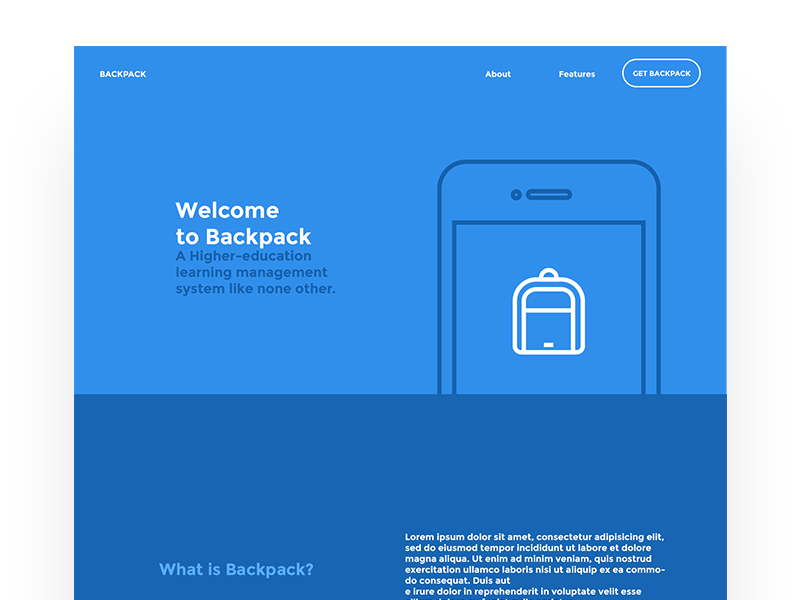 BACKPACK
About
Features
GET BACKPACK
Welcome
to Backpack
A Higher-education
learning management
system like none other.
What is Backpack?
Lorem ipsum dolor sit amet, consectetur adipisicing elit,
sed do eiusmod tempor incididunt ut labore et dolore
magna aliqua. Ut enim ad minim veniam, quis nostrud
exercitation ullamco laboris nisi ut aliquip ex ea commo-
do consequat. Duis aut
e irure dolor in reprehenderit in voluptate velit esse